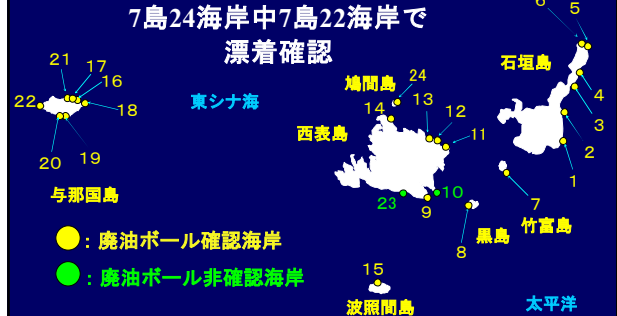 7島24海岸中7島22海岸で
漂着確認
6
5
石垣島
21
17
16
22
18
東シナ海
鳩間島
24
4
14
13
12
3
西表島
11
2
20
19
1
与那国島
23
9
10
7
竹富島
黒島
8
：廃油ボール確認海岸
：廃油ボール非確認海岸
15
波照間島
太平洋